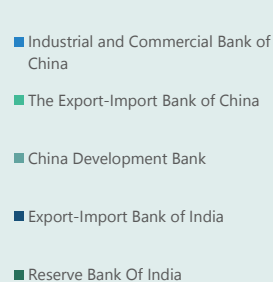 Industrial and Commercial Bank of
China
The Export-Import Bank of China
China Development Bank
Export-Import Bank of India
Reserve Bank Of India